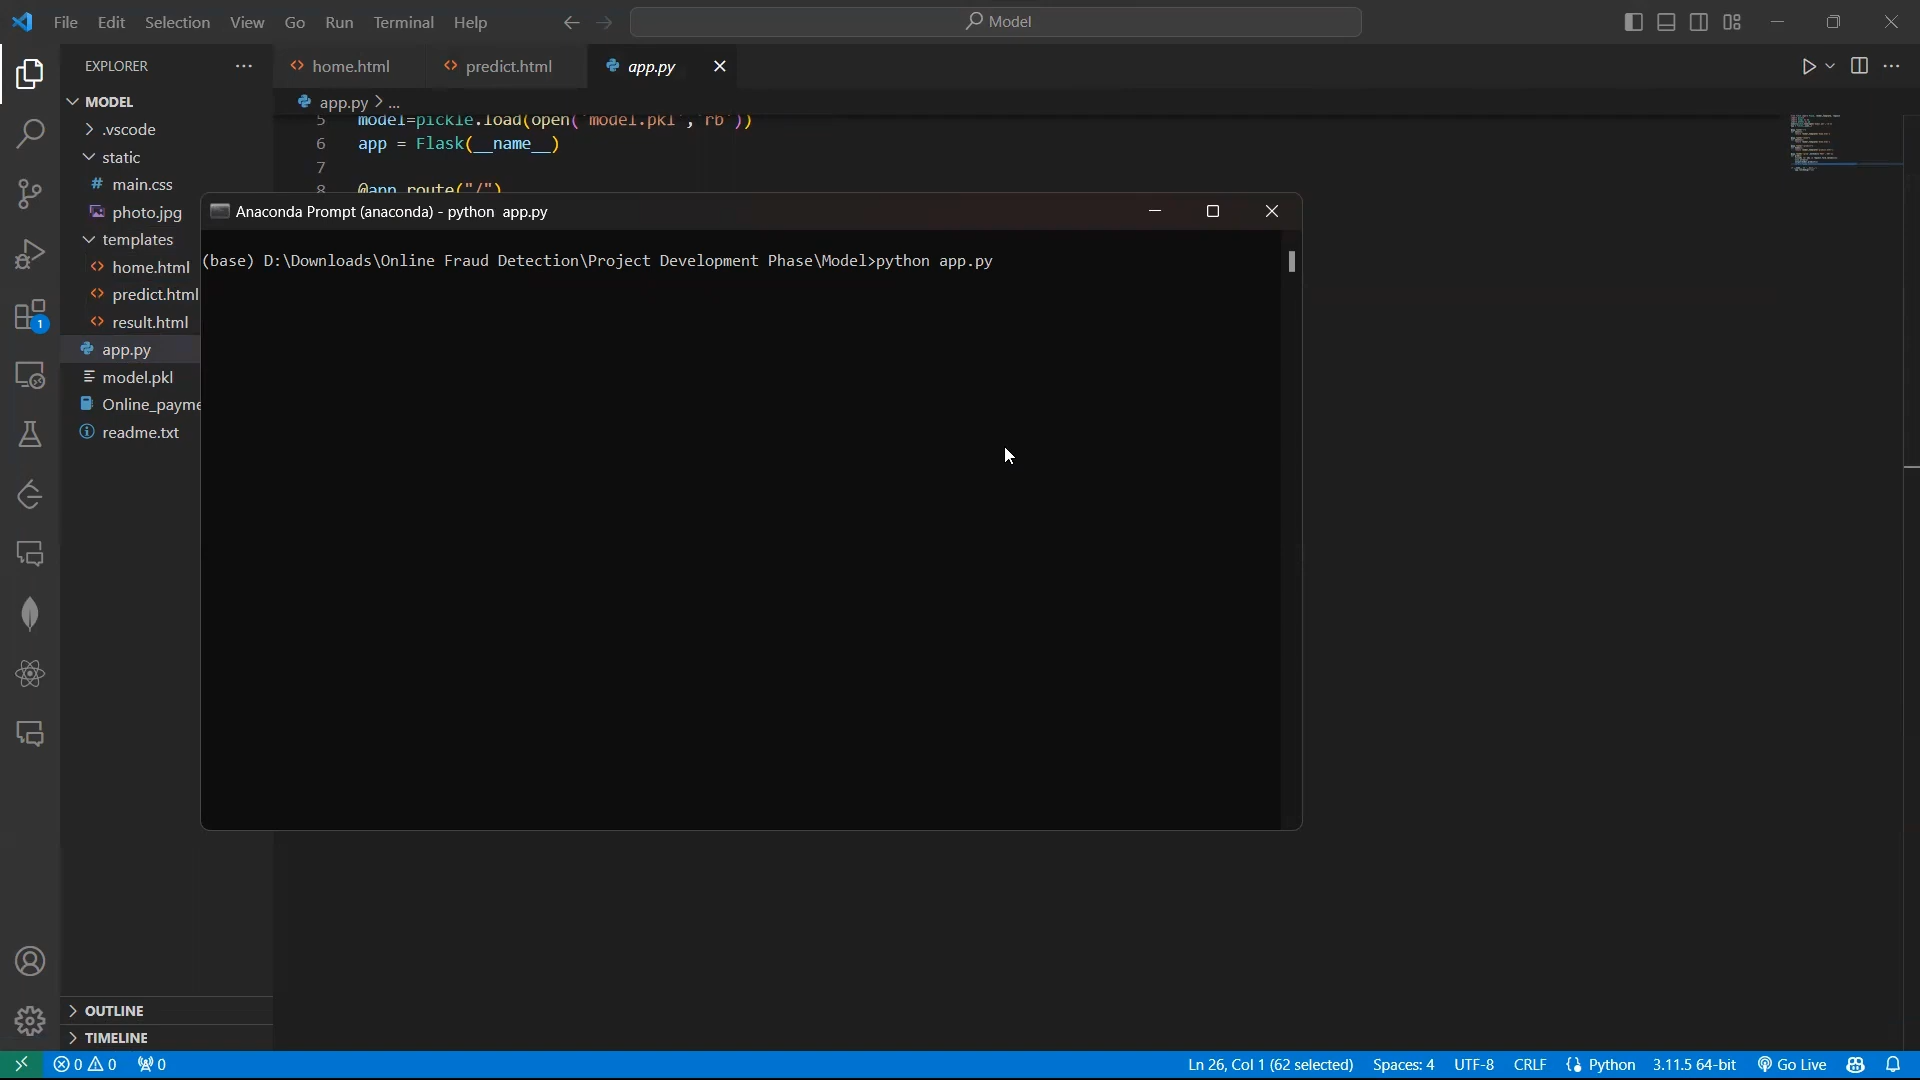 File Edit Selection View Go Run Terminal Help
Model
EXPLORER
MODEL
.vscode
static
# main.css
photo.jpg
templates
<> home.html
<> predict.html
<> result.html
app.py
model.pkl
Online_payme
readme.txt
OUTLINE
TIMELINE
1
<> home.html
<> predict.html
app.py
app.py > ...
5 model=pickle.load(open('model.pkl','rb'))
6 app = Flask(__name__)
7
8 @app.route("/")
Anaconda Prompt (anaconda) - python app.py
(base) D:\Downloads\Online Fraud Detection\Project Development Phase\Model>python app.py
0 0 0
Ln 26, Col 1 (62 selected) Spaces: 4 UTF-8 CRLF {} Python 3.11.5 64-bit Go Live